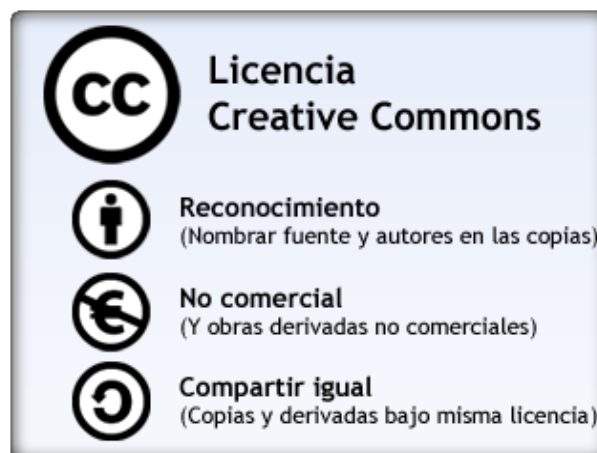 cc
Licencia
Creative Commons
Reconocimiento
(Nombrar fuente y autores en las copias)
No comercial
(Y obras derivadas no comerciales)
Compartir igual
(Copias y derivadas bajo misma licencia)